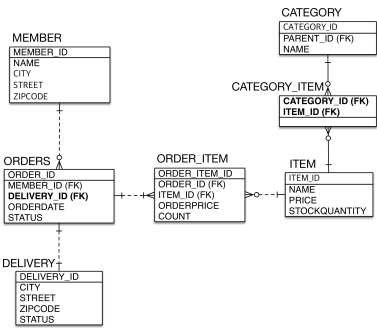 CATEGORY
CATEGORY_ID
PARENT_ID (FK)
NAME
MEMBER
MEMBER_ID
NAME
CITY
STREET
ZIPCODE
CATEGORY_ITEM
CATEGORY_ID (FK)
ITEM_ID (FK)
ORDERS
ORDER_ID
MEMBER_ID (FK)
DELIVERY_ID (FK)
ORDERDATE
STATUS
ORDER_ITEM
ORDER_ITEM_ID
ORDER_ID (FK)
ITEM_ID (FK)
ORDERPRICE
COUNT
ITEM
ITEM_ID
NAME
PRICE
STOCKQUANTITY
DELIVERY
DELIVERY_ID
CITY
STREET
ZIPCODE
STATUS